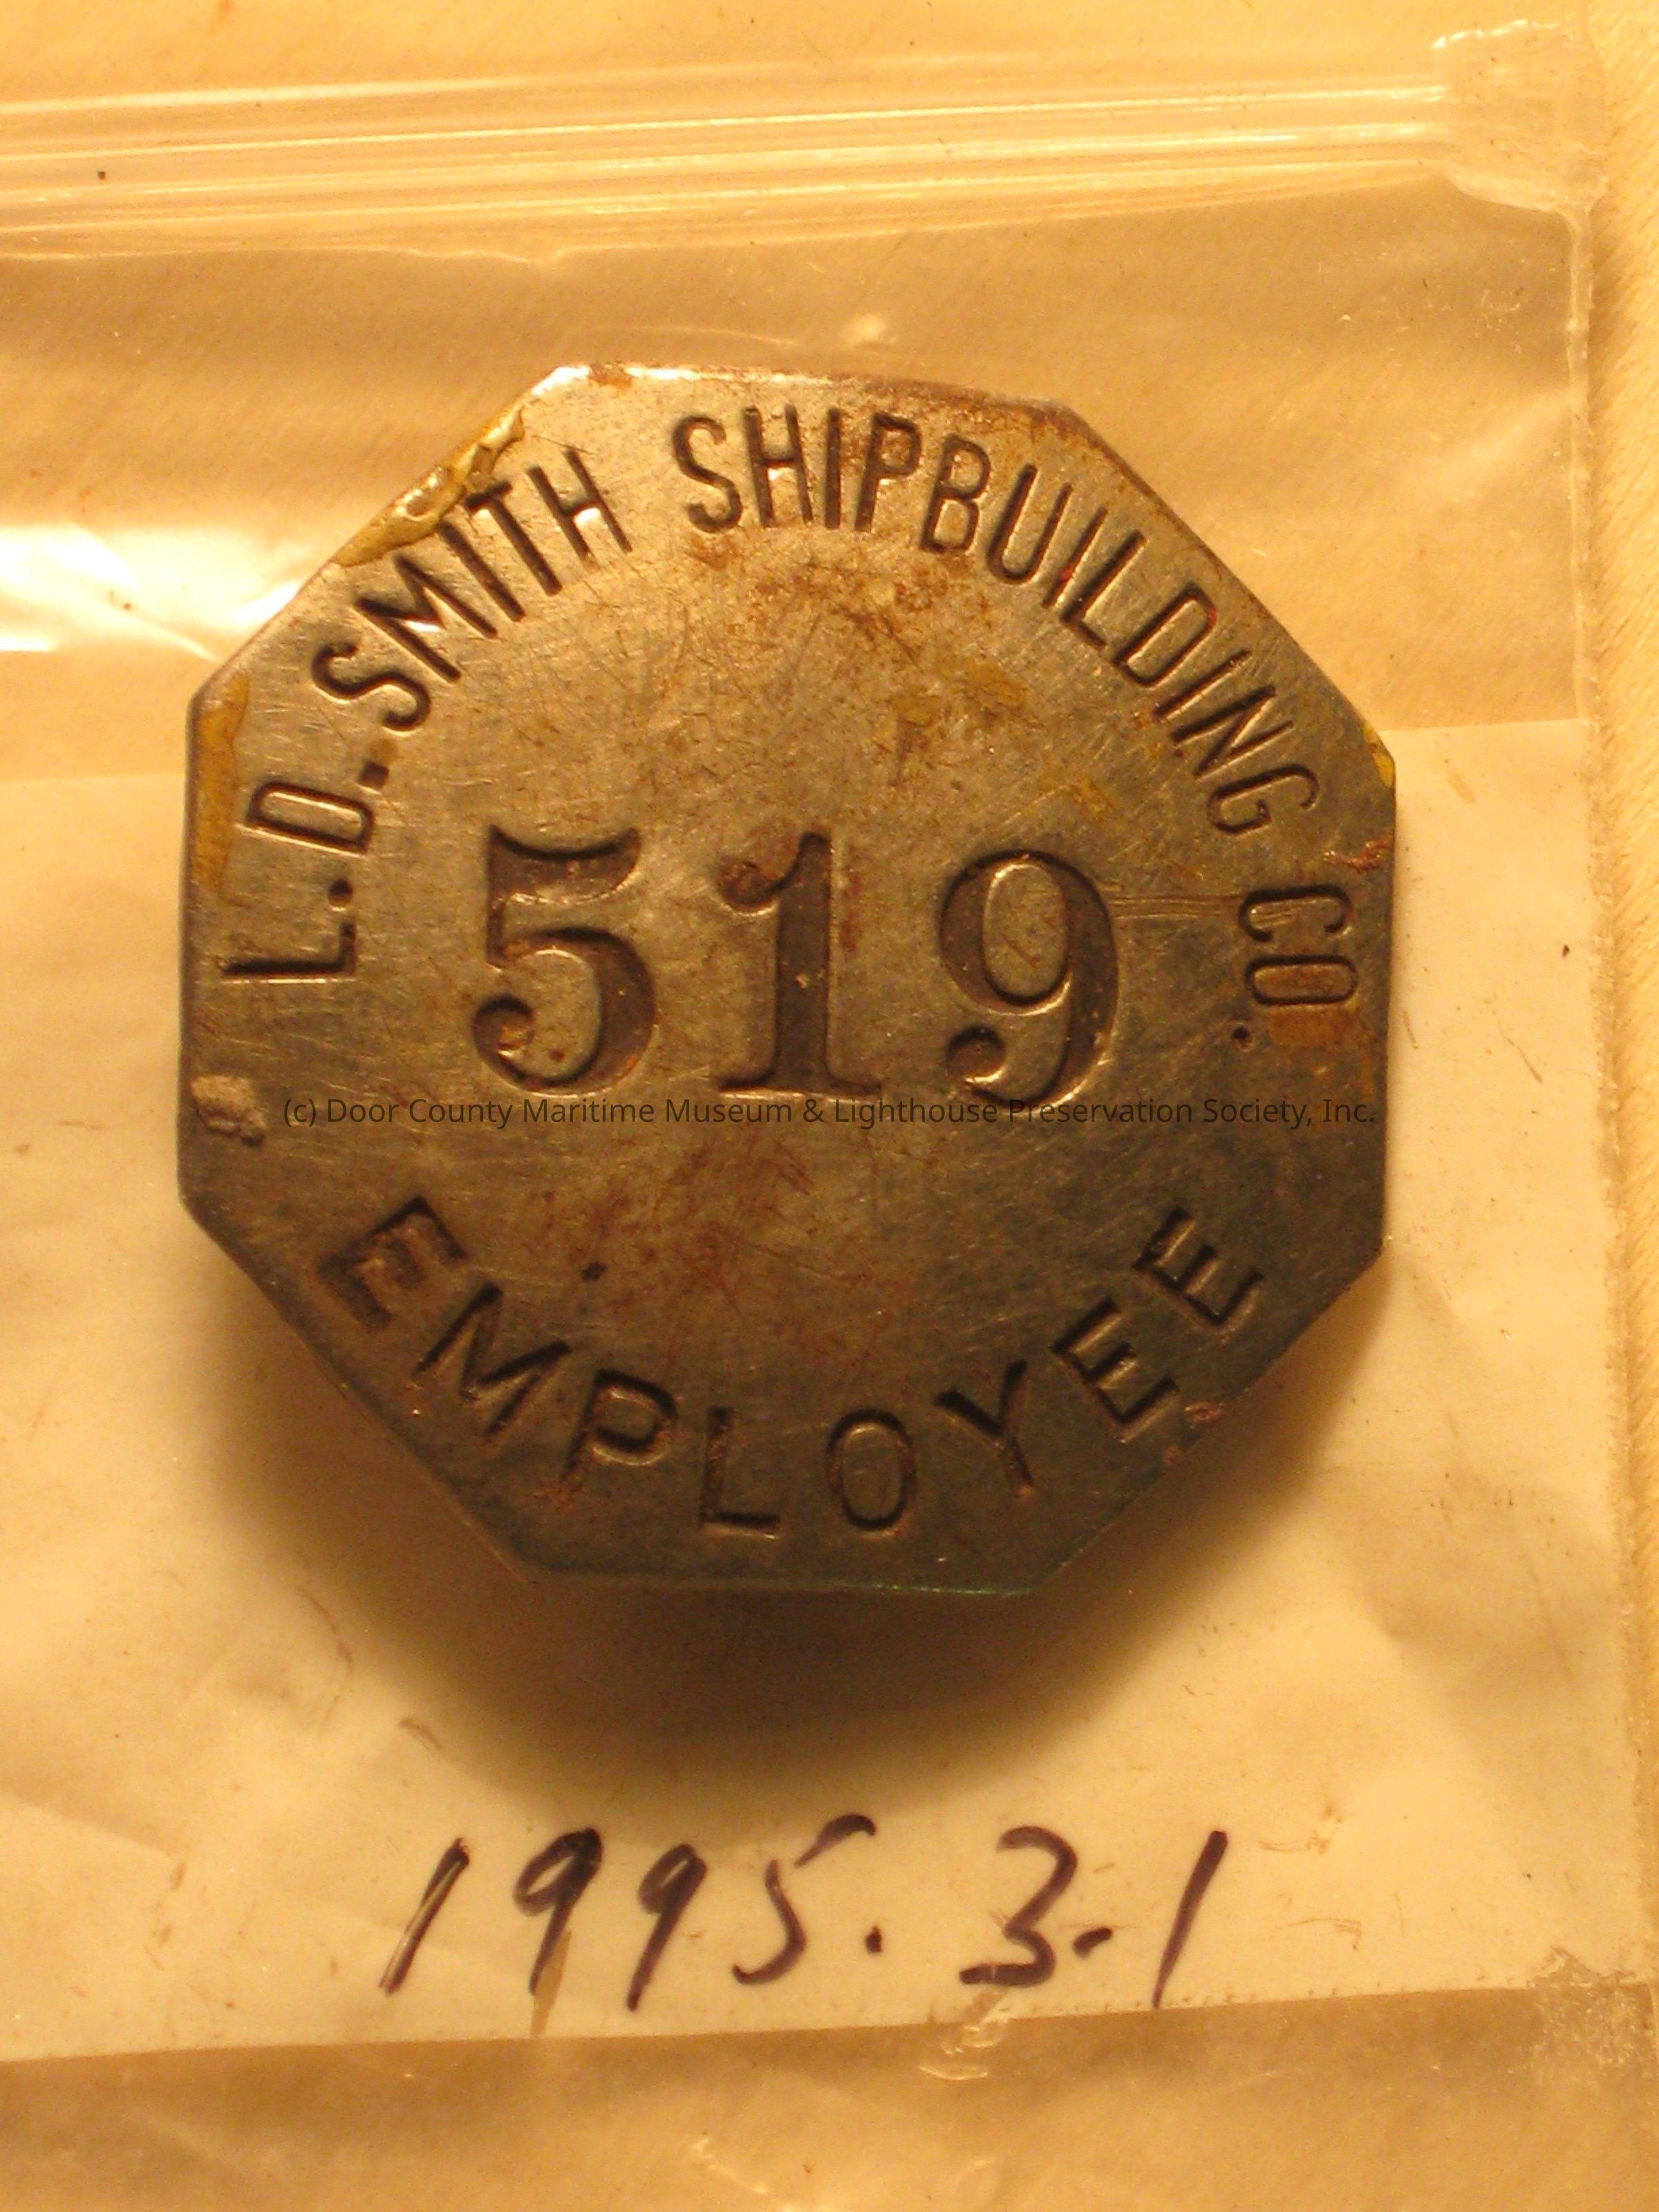 L.D. SMITH SHIPBUILDING CO.
519
(c) Door County Maritime Museum & Lighthouse Preservation Society, Inc.
EMPLOYEE
1995.3.1